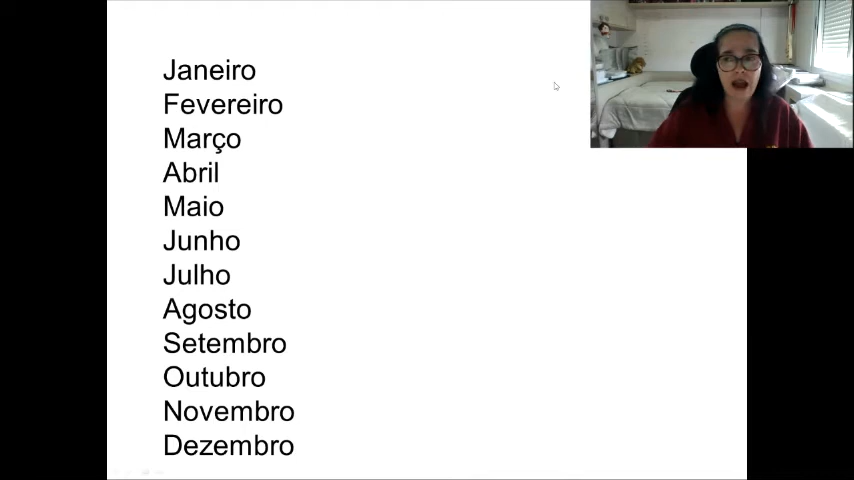 Janeiro
Fevereiro
Março
Abril
Maio
Junho
Julho
Agosto
Setembro
Outubro
Novembro
Dezembro